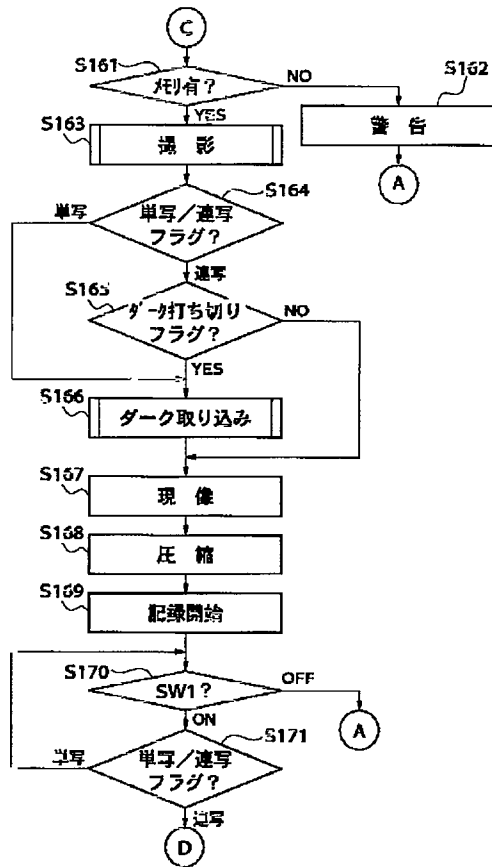 C
S161
メモリ有?
NO
S162
警告
A
YES
S163
撮影
S164
単写/連写
フラグ?
単写
連写
S165
ダーク打ち切り
フラグ?
NO
YES
S166
ダーク取り込み
S167
現像
S168
圧縮
S169
記録開始
S170
SW1?
OFF
A
ON
S171
単写/連写
フラグ?
単写
連写
D